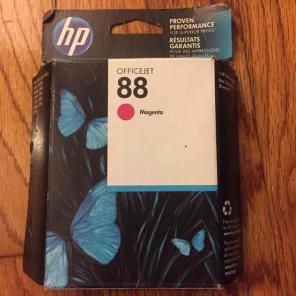 hp
PROVEN
PERFORMANCE
FOR SUPERIOR PRINTS
RÉSULTATS
GARANTIS
OFFICEJET
88
Magenta